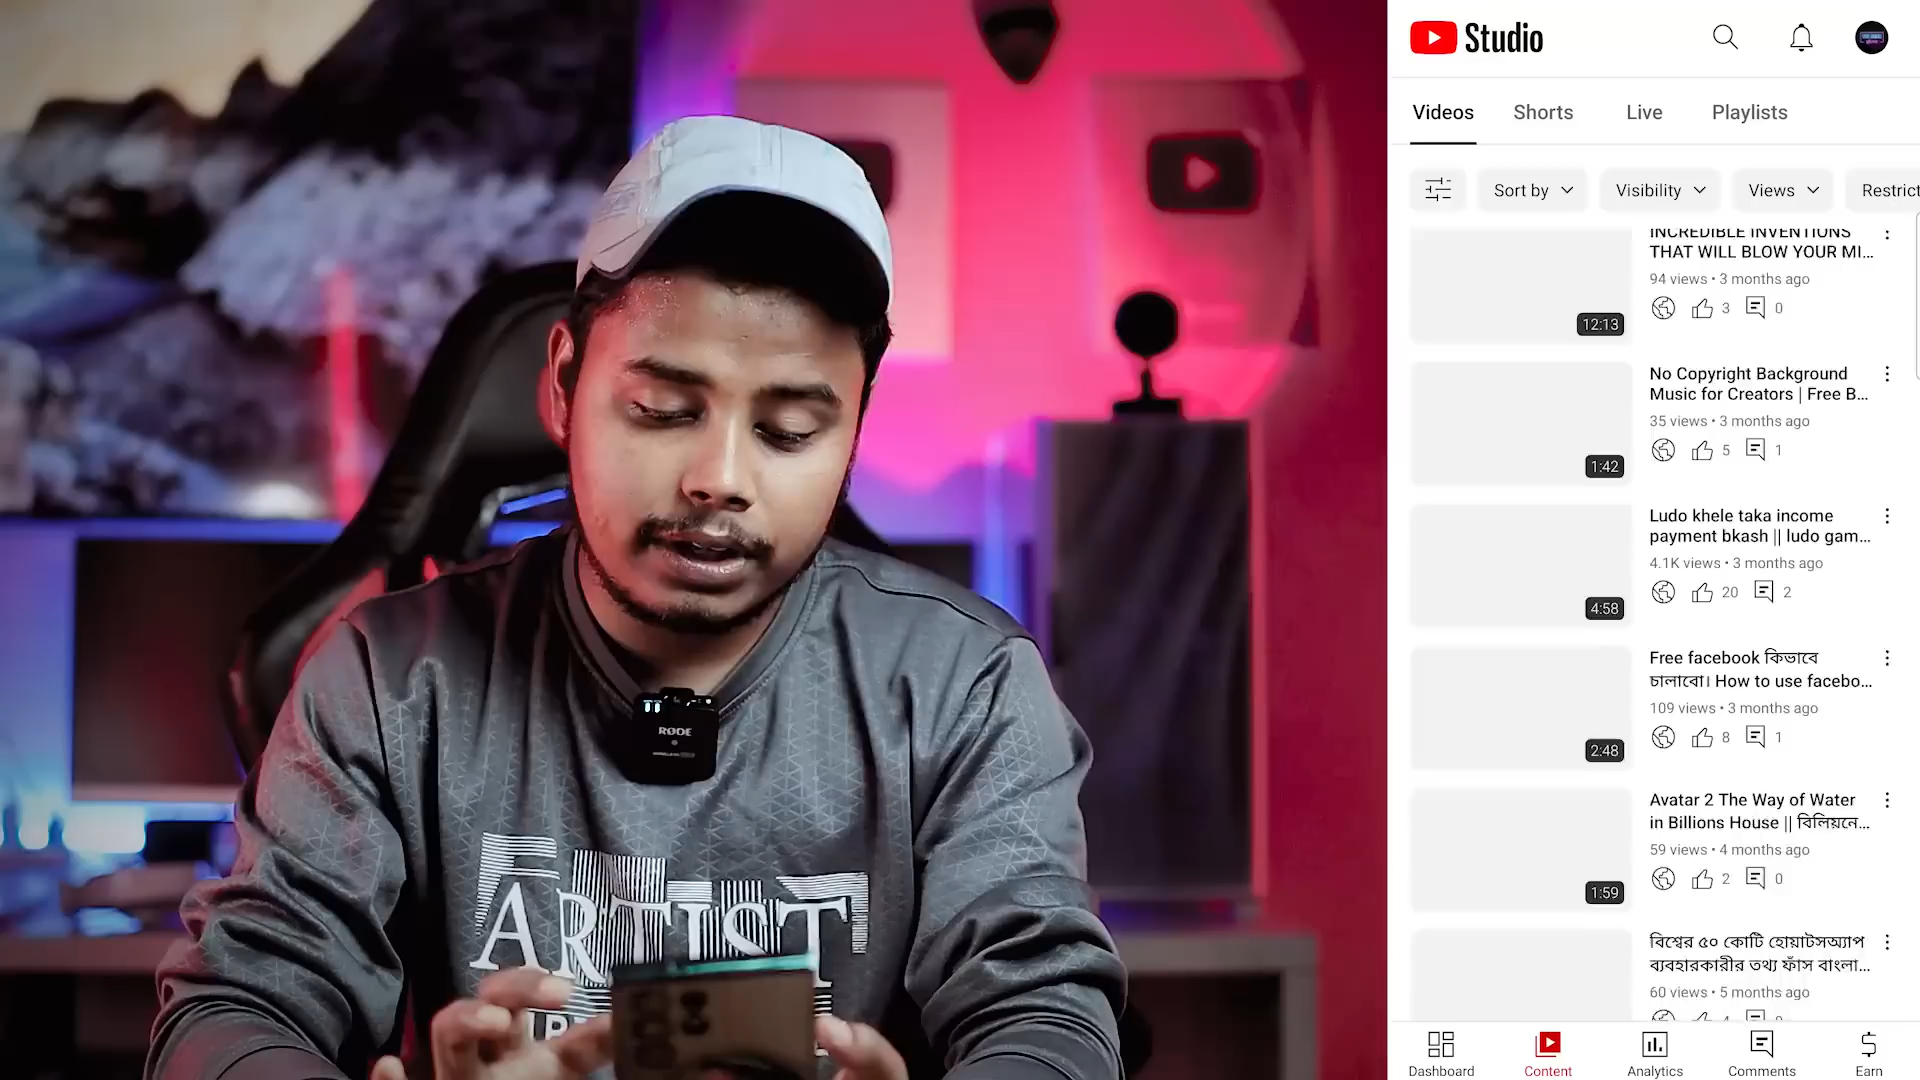 Studio
Videos Shorts Live Playlists
Sort by Visibility Views Restrict
INCREDIBLE INVENTIONS
THAT WILL BLOW YOUR MI...
94 views • 3 months ago
3 0
12:13
No Copyright Background
Music for Creators | Free B...
35 views • 3 months ago
5 1
1:42
Ludo khele taka income
payment bkash || ludo gam...
4.1K views • 3 months ago
20 2
4:58
Free facebook কিভাবে
চালাবো। How to use facebo...
109 views • 3 months ago
8 1
2:48
Avatar 2 The Way of Water
in Billions House || বিলিয়নে...
59 views • 4 months ago
2 0
1:59
বিশ্বের ৫০ কোটি হোয়াটসঅ্যাপ
ব্যবহারকারীর তথ্য ফাঁস বাংলা...
60 views • 5 months ago
Dashboard Content Analytics Comments Earn
RØDE
ARTIST